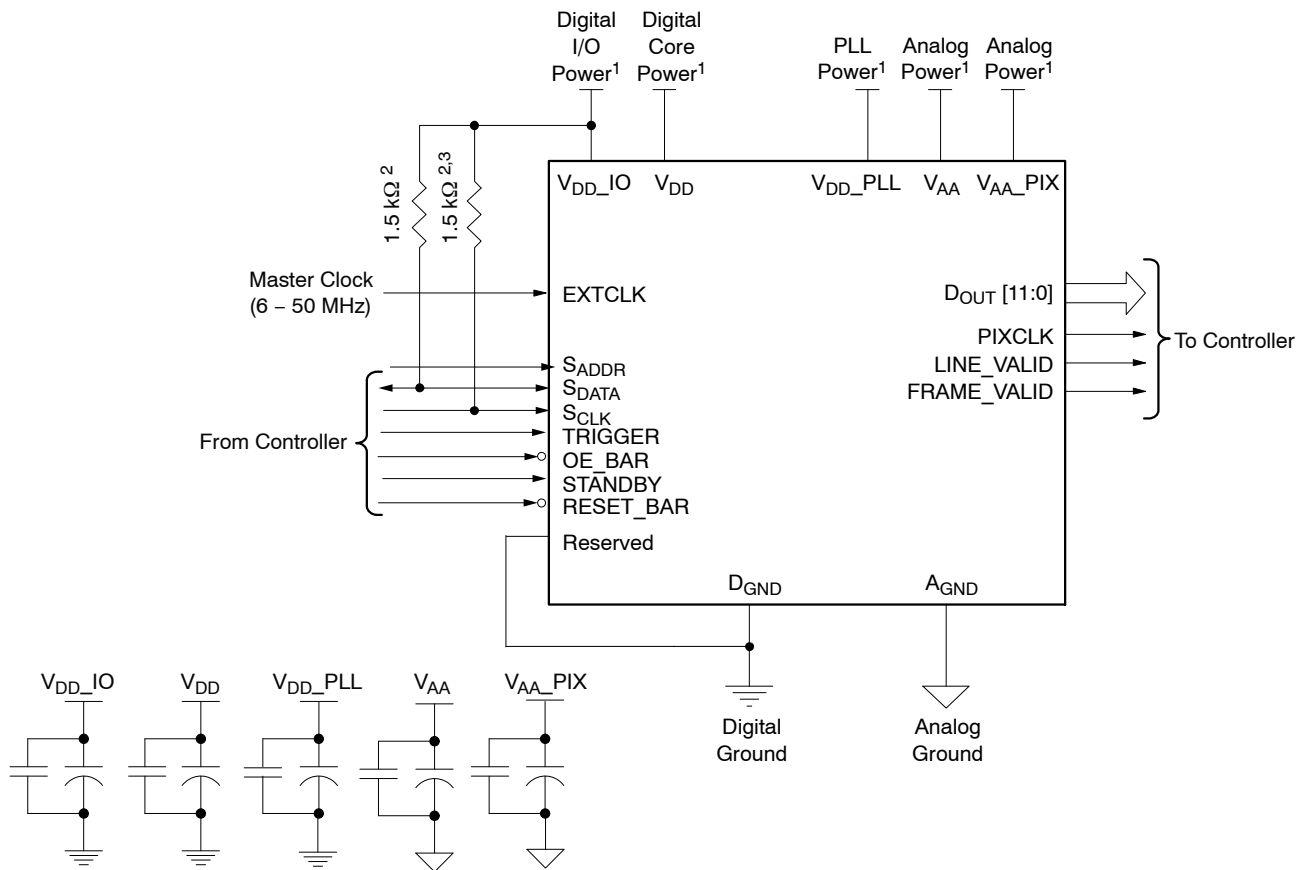 Digital
I/O
Power1
Digital
Core
Power1
PLL
Power1
Analog
Power1
Analog
Power1
1.5 kΩ 2
1.5 kΩ 2,3
VDD_IO
VDD
VDD_PLL
VAA
VAA_PIX
Master Clock
(6 – 50 MHz)
EXTCLK
SADDR
SDATA
SCLK
TRIGGER
OE_BAR
STANDBY
RESET_BAR
Reserved
From Controller
DOUT [11:0]
PIXCLK
LINE_VALID
FRAME_VALID
To Controller
DGND
AGND
Digital
Ground
Analog
Ground
VDD_IO
VDD
VDD_PLL
VAA
VAA_PIX